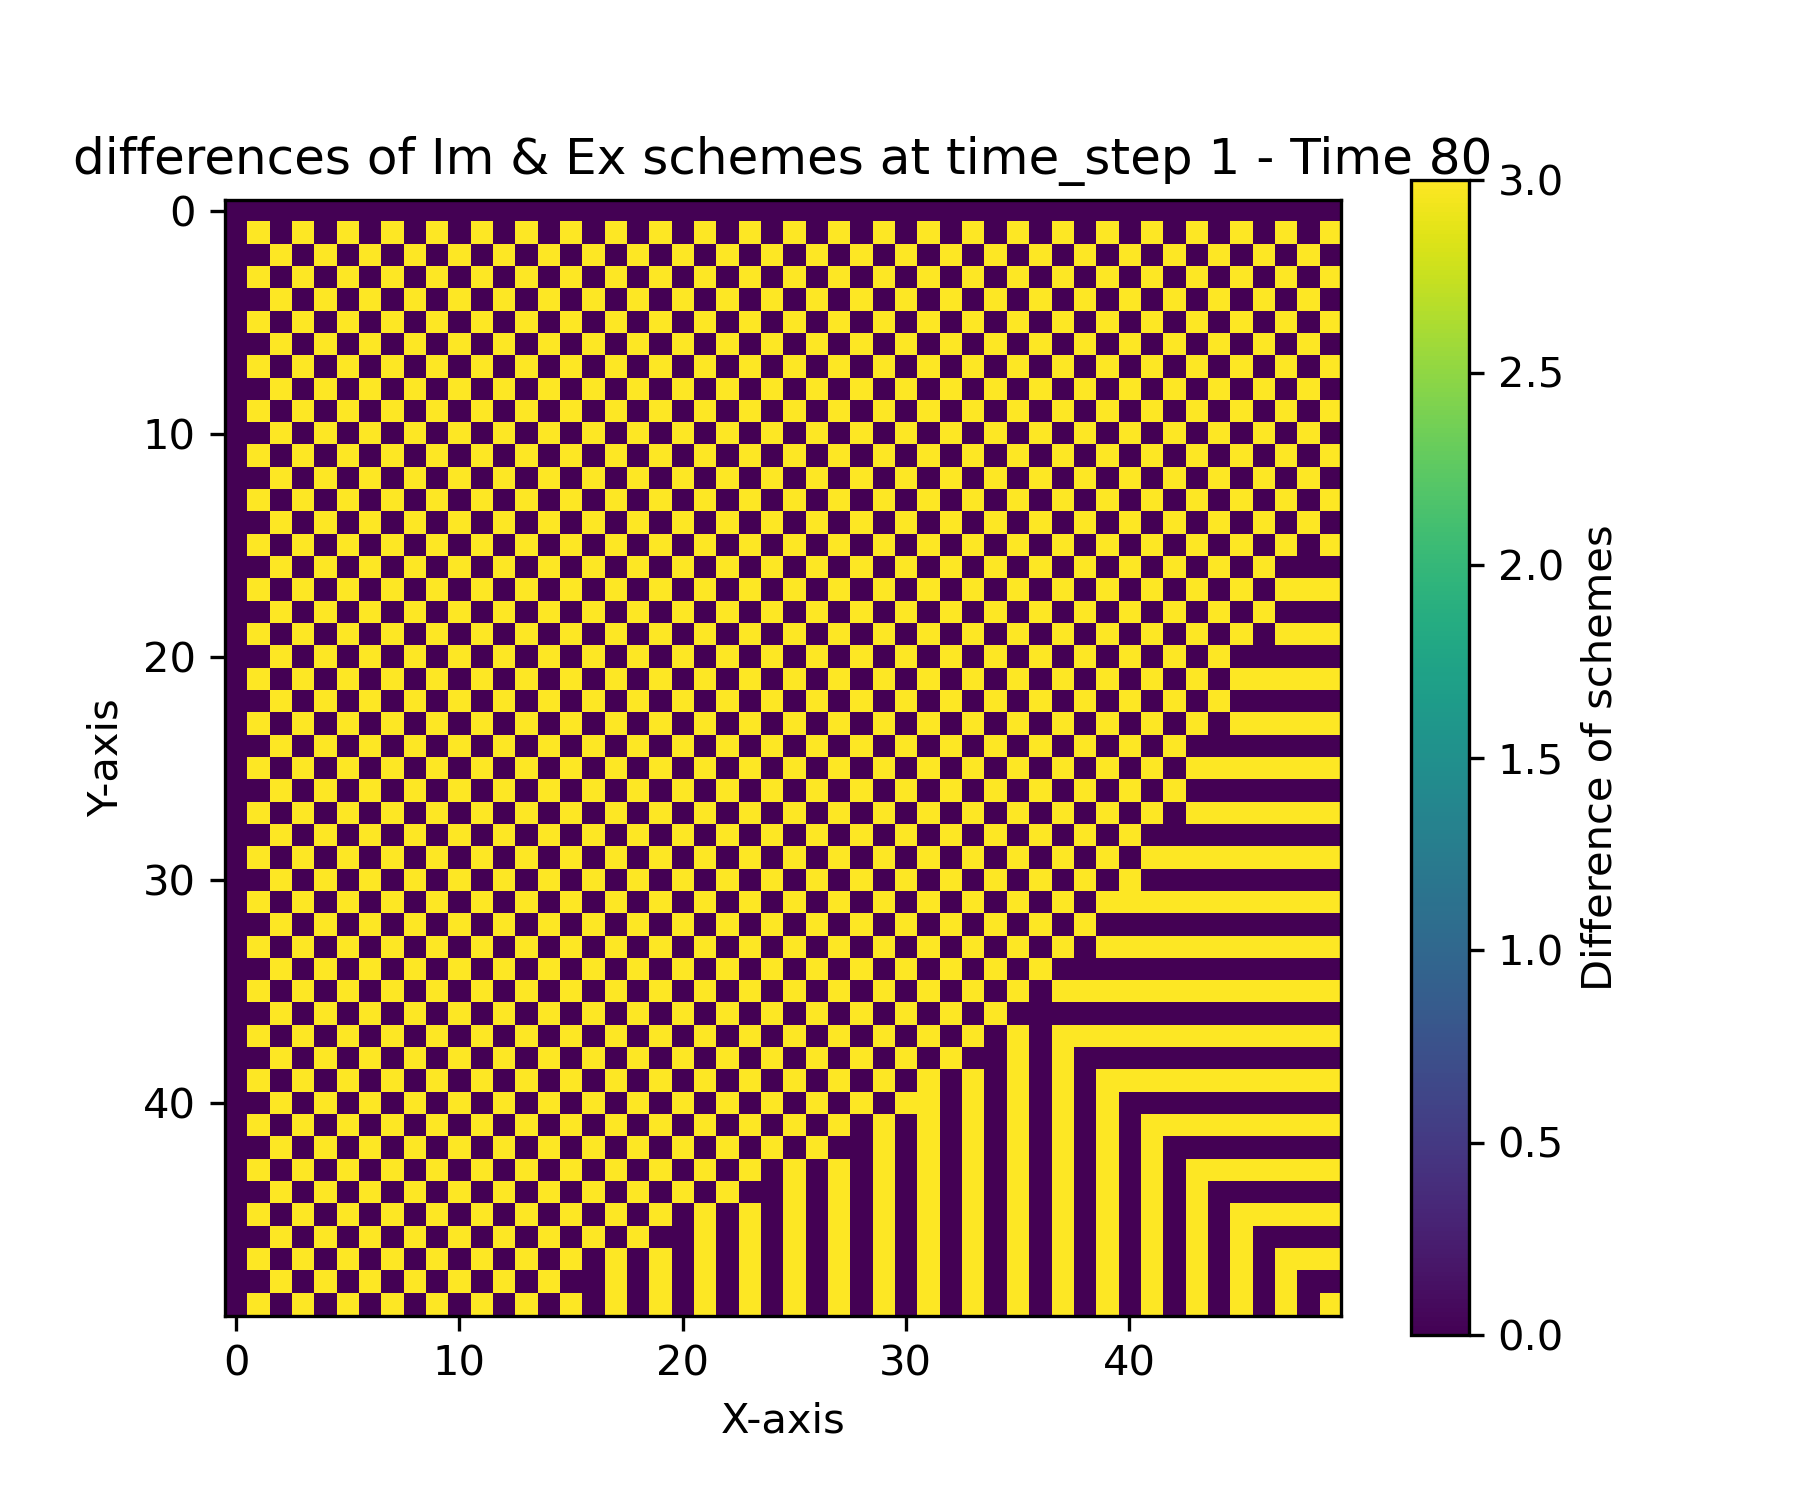 differences of Im & Ex schemes at time_step 1 - Time 80
0
10
20
30
40
Y-axis
0 10 20 30 40
X-axis
3.0
2.5
2.0
1.5
1.0
0.5
0.0
Difference of schemes